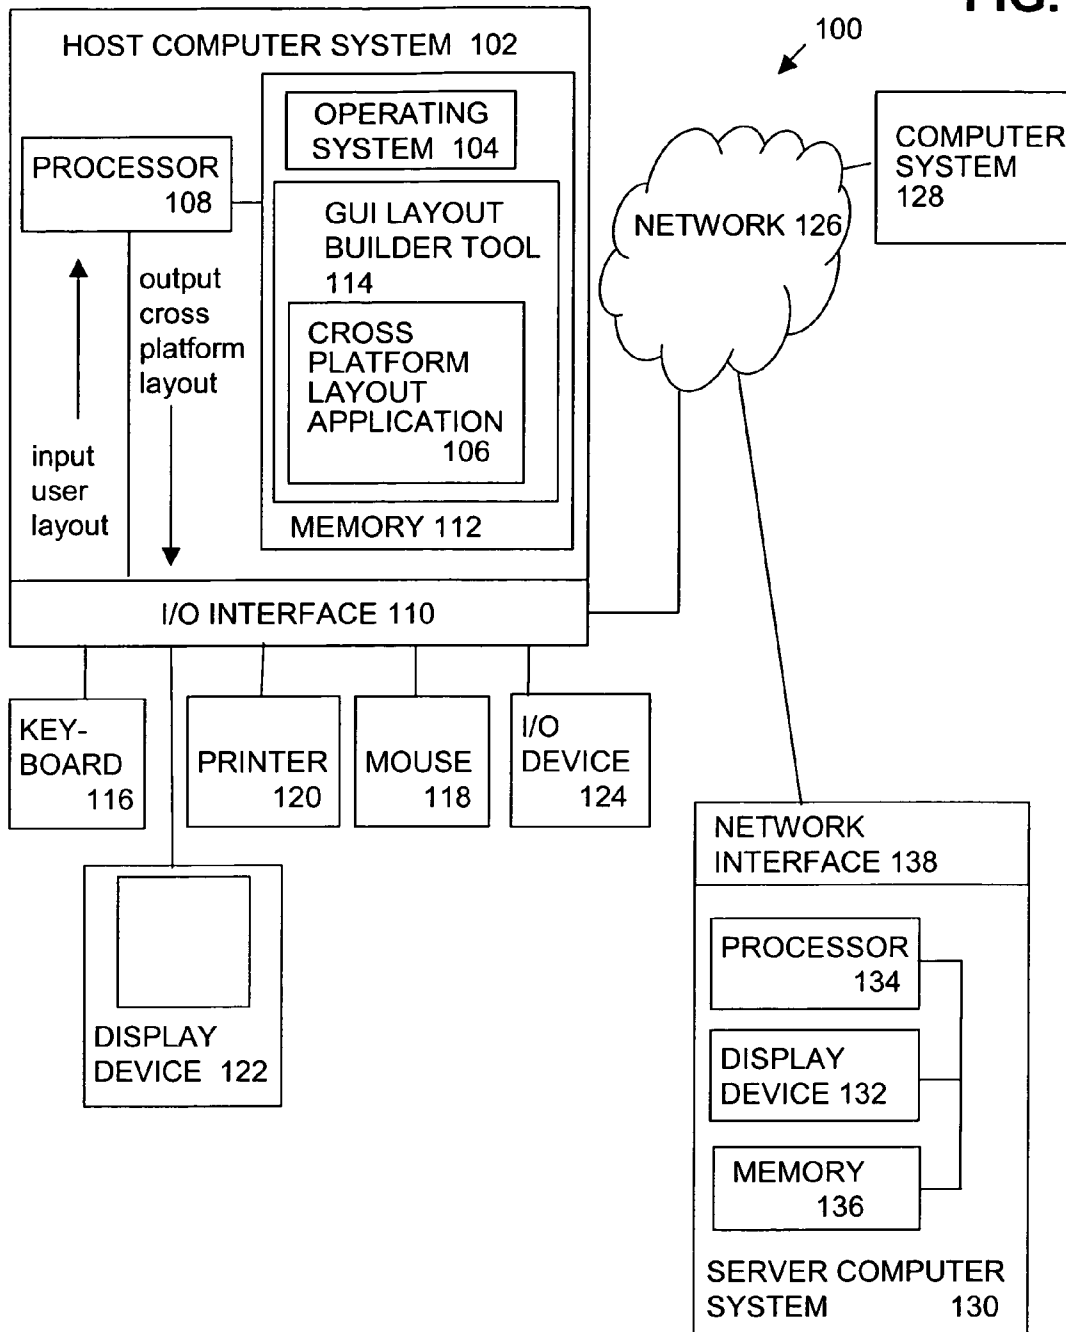 FIG.
100
HOST COMPUTER SYSTEM 102
OPERATING
SYSTEM 104
PROCESSOR
108
GUI LAYOUT
BUILDER TOOL
114
CROSS
PLATFORM
LAYOUT
APPLICATION
106
MEMORY 112
output
cross
platform
layout
input
user
layout
I/O INTERFACE 110
NETWORK 126
COMPUTER
SYSTEM
128
KEY-
BOARD
116
PRINTER
120
MOUSE
118
I/O
DEVICE
124
DISPLAY
DEVICE 122
NETWORK
INTERFACE 138
PROCESSOR
134
DISPLAY
DEVICE 132
MEMORY
136
SERVER COMPUTER
SYSTEM 130